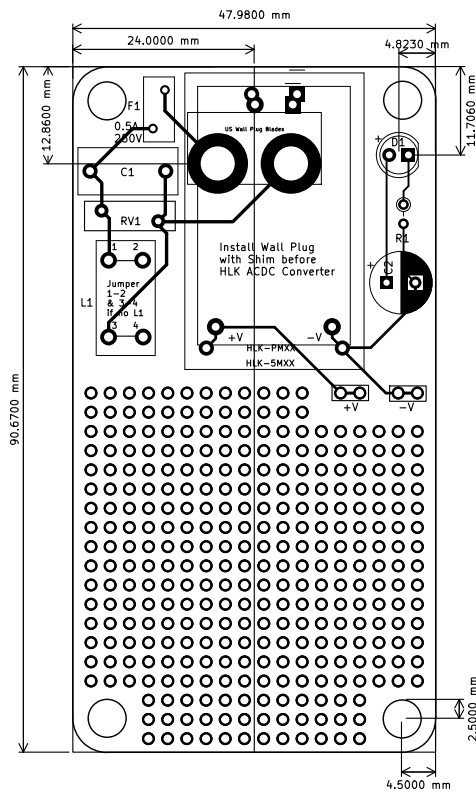 47.9800 mm
24.0000 mm
4.8230 mm
12.8600 mm
11.7060 mm
F1
0.5A
230V
US Wall Plug Blades
+
D1
C1
RV1
R1
Install Wall Plug
with Shim before
HLK ACDC Converter
1 2
Jumper
1-2
& 3-4
if no L1
L1
3 4
+
C2
+V
-V
HLK-PMXX
HLK-5MXX
+V
-V
90.6700 mm
2.5000 mm
4.5000 mm